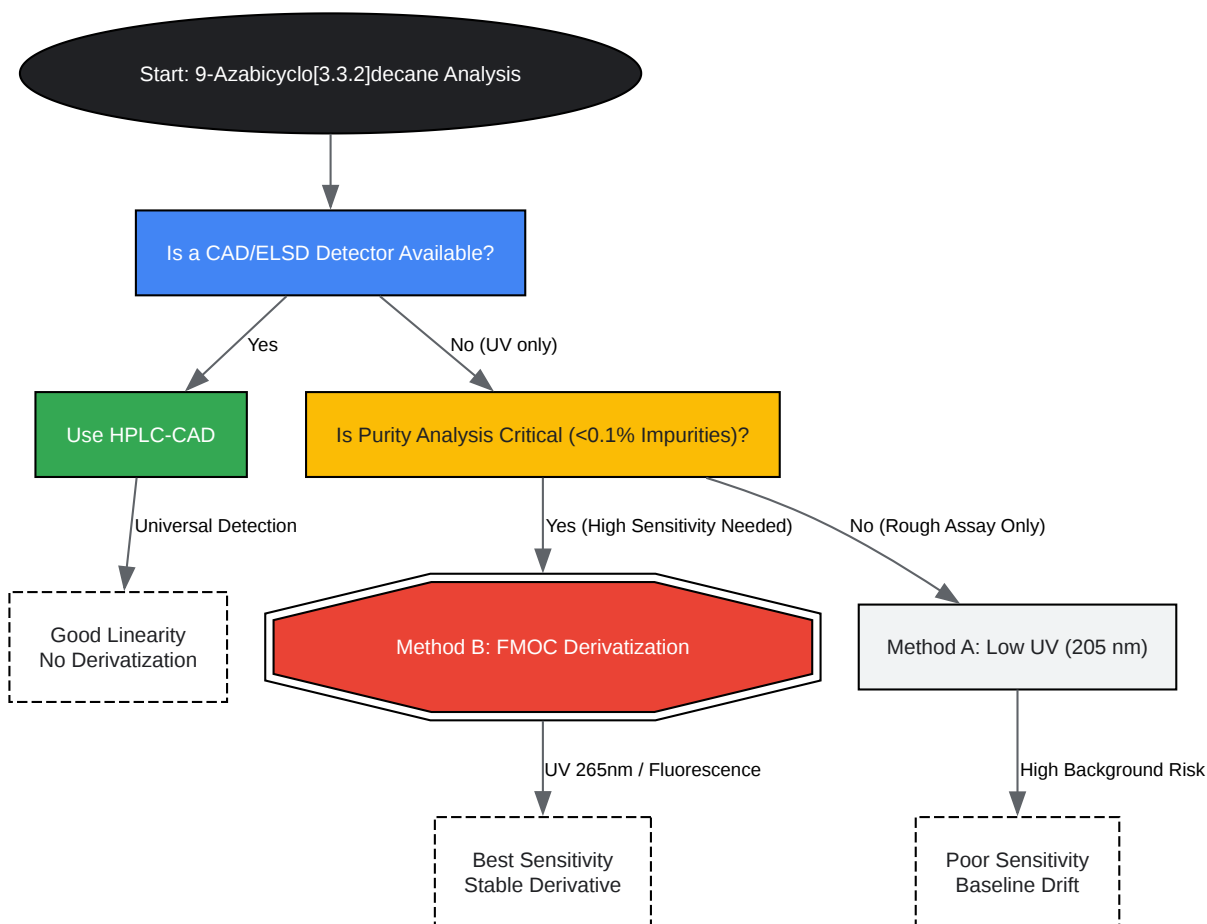 Start: 9-Azabicyclo[3.3.2]decane Analysis
Is a CAD/ELSD Detector Available?
Yes
No (UV only)
Use HPLC-CAD
Is Purity Analysis Critical (<0.1% Impurities)?
Universal Detection
Yes (High Sensitivity Needed)
No (Rough Assay Only)
Good Linearity
No Derivatization
Method B: FMOC Derivatization
Method A: Low UV (205 nm)
UV 265nm / Fluorescence
High Background Risk
Best Sensitivity
Stable Derivative
Poor Sensitivity
Baseline Drift